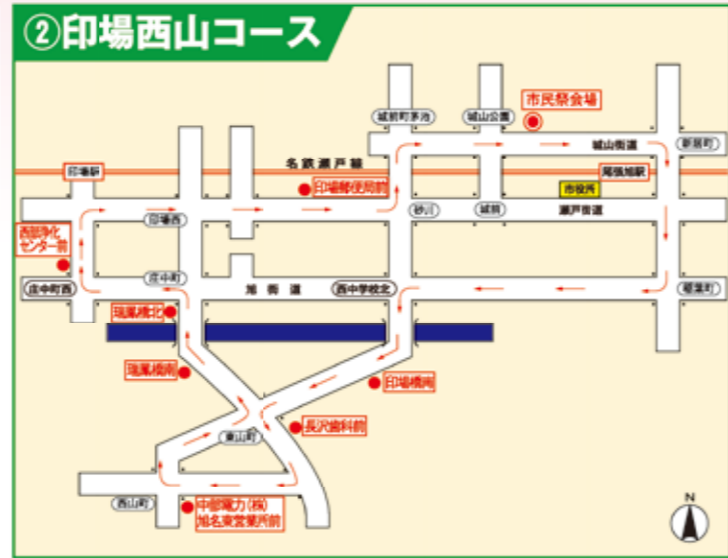 ②印場西山コース
市民祭会場
城前町茅池
城山公園
城山街道
新居町
名鉄瀬戸線
印場駅
印場郵便局前
市役所
尾張旭駅
印場西
砂川
城前
瀬戸街道
西部浄化
センター前
庄中町
庄中町西
旭街道
西中学校北
稲葉町
瑞鳳橋北
瑞鳳橋南
印場橋南
長沢歯科前
東山町
西山町
中部電力(株)
旭名東営業所前
N